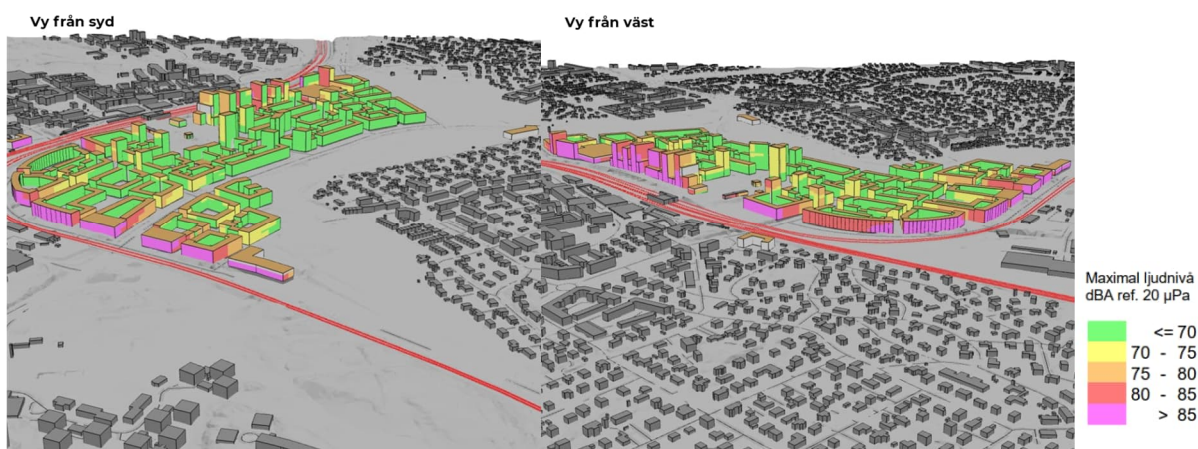 Vy från syd
Vy från väst
Maximal ljudnivå
dBA ref. 20 µPa
<= 70
70 - 75
75 - 80
80 - 85
> 85